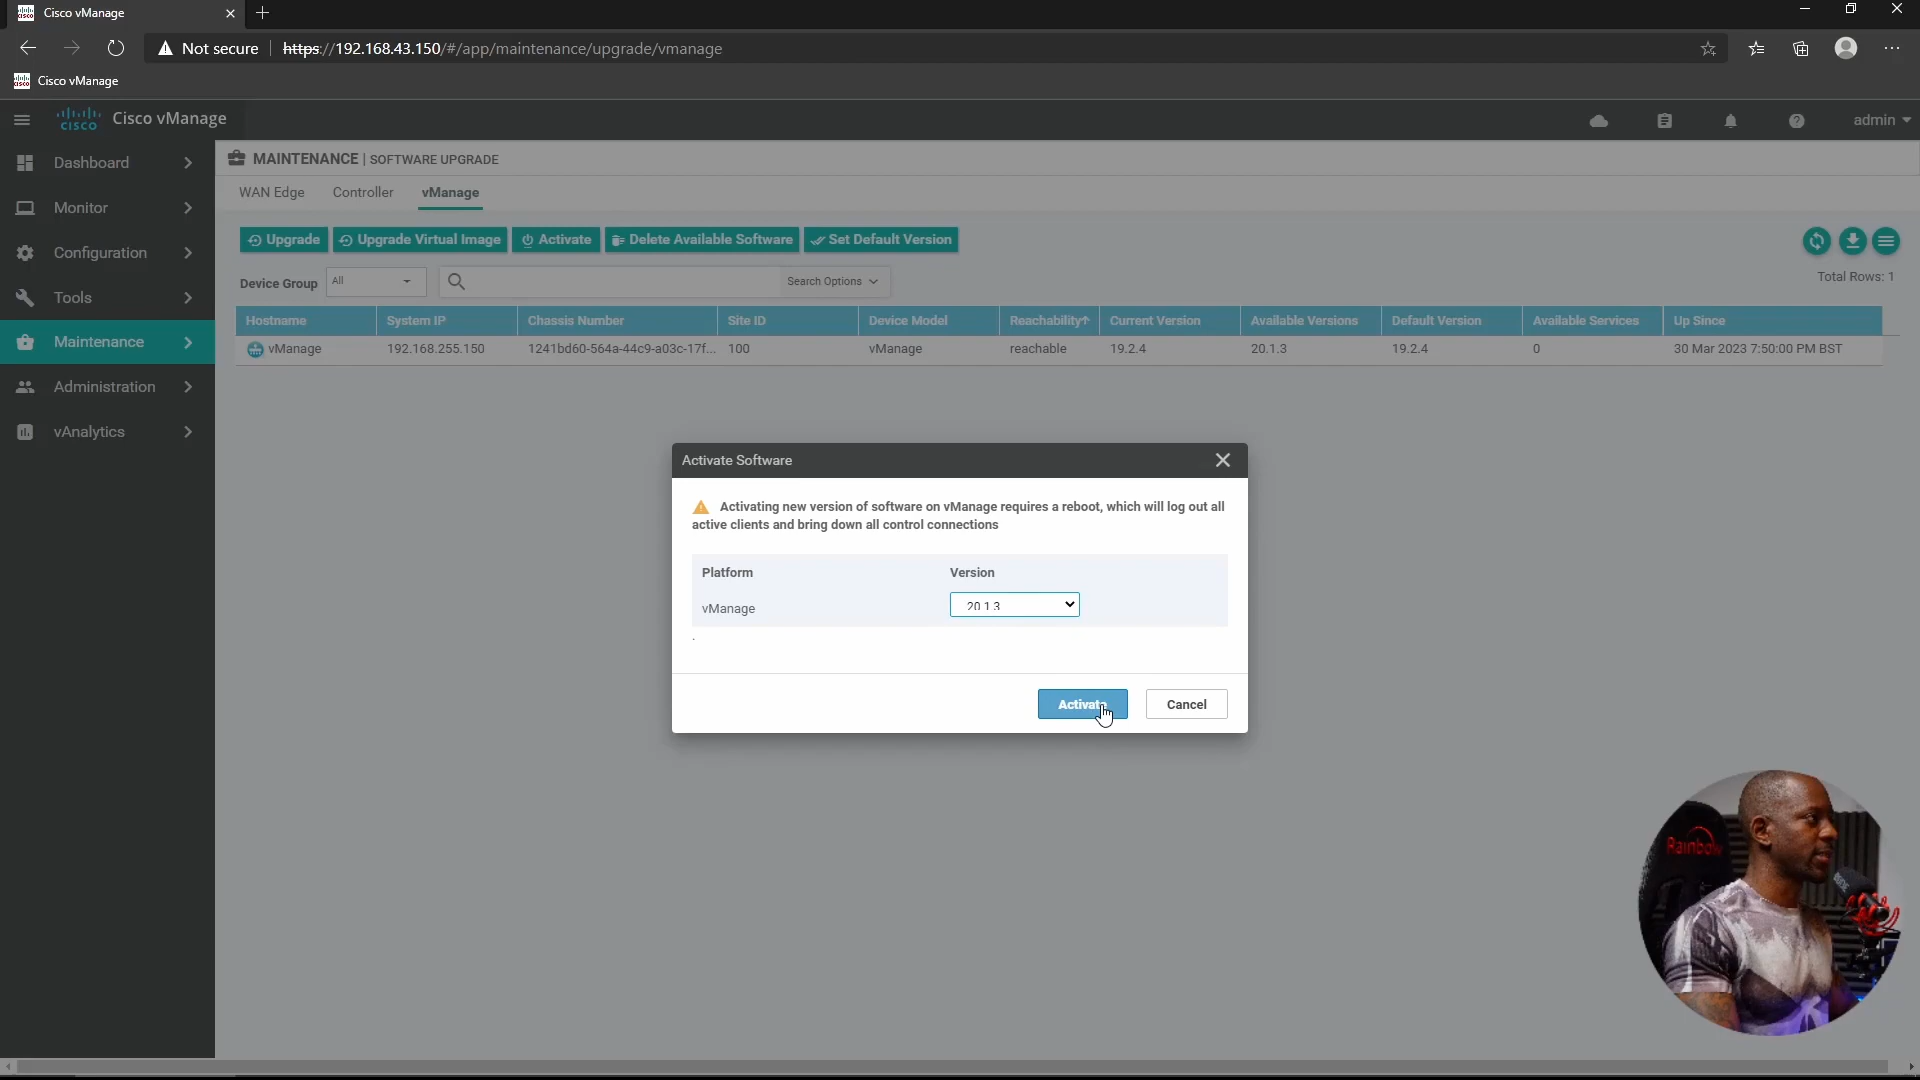 Cisco vManage
Not secure https://192.168.43.150/#/app/maintenance/upgrade/vmanage
Cisco vManage
CISCO Cisco vManage
admin
Dashboard
Monitor
Configuration
Tools
Maintenance
Administration
vAnalytics
MAINTENANCE | SOFTWARE UPGRADE
WAN Edge Controller vManage
Upgrade Upgrade Virtual Image Activate Delete Available Software Set Default Version
Device Group All Search Options
Total Rows: 1
Hostname System IP Chassis Number Site ID Device Model Reachability Current Version Available Versions Default Version Available Services Up Since
vManage 192.168.255.150 1241bd60-564a-44c9-a03c-17f... 100 vManage reachable 19.2.4 20.1.3 19.2.4 0 30 Mar 2023 7:50:00 PM BST
Activate Software
Activating new version of software on vManage requires a reboot, which will log out all
active clients and bring down all control connections
Platform Version
vManage 20.1.3
.
Activate Cancel
Rainbow